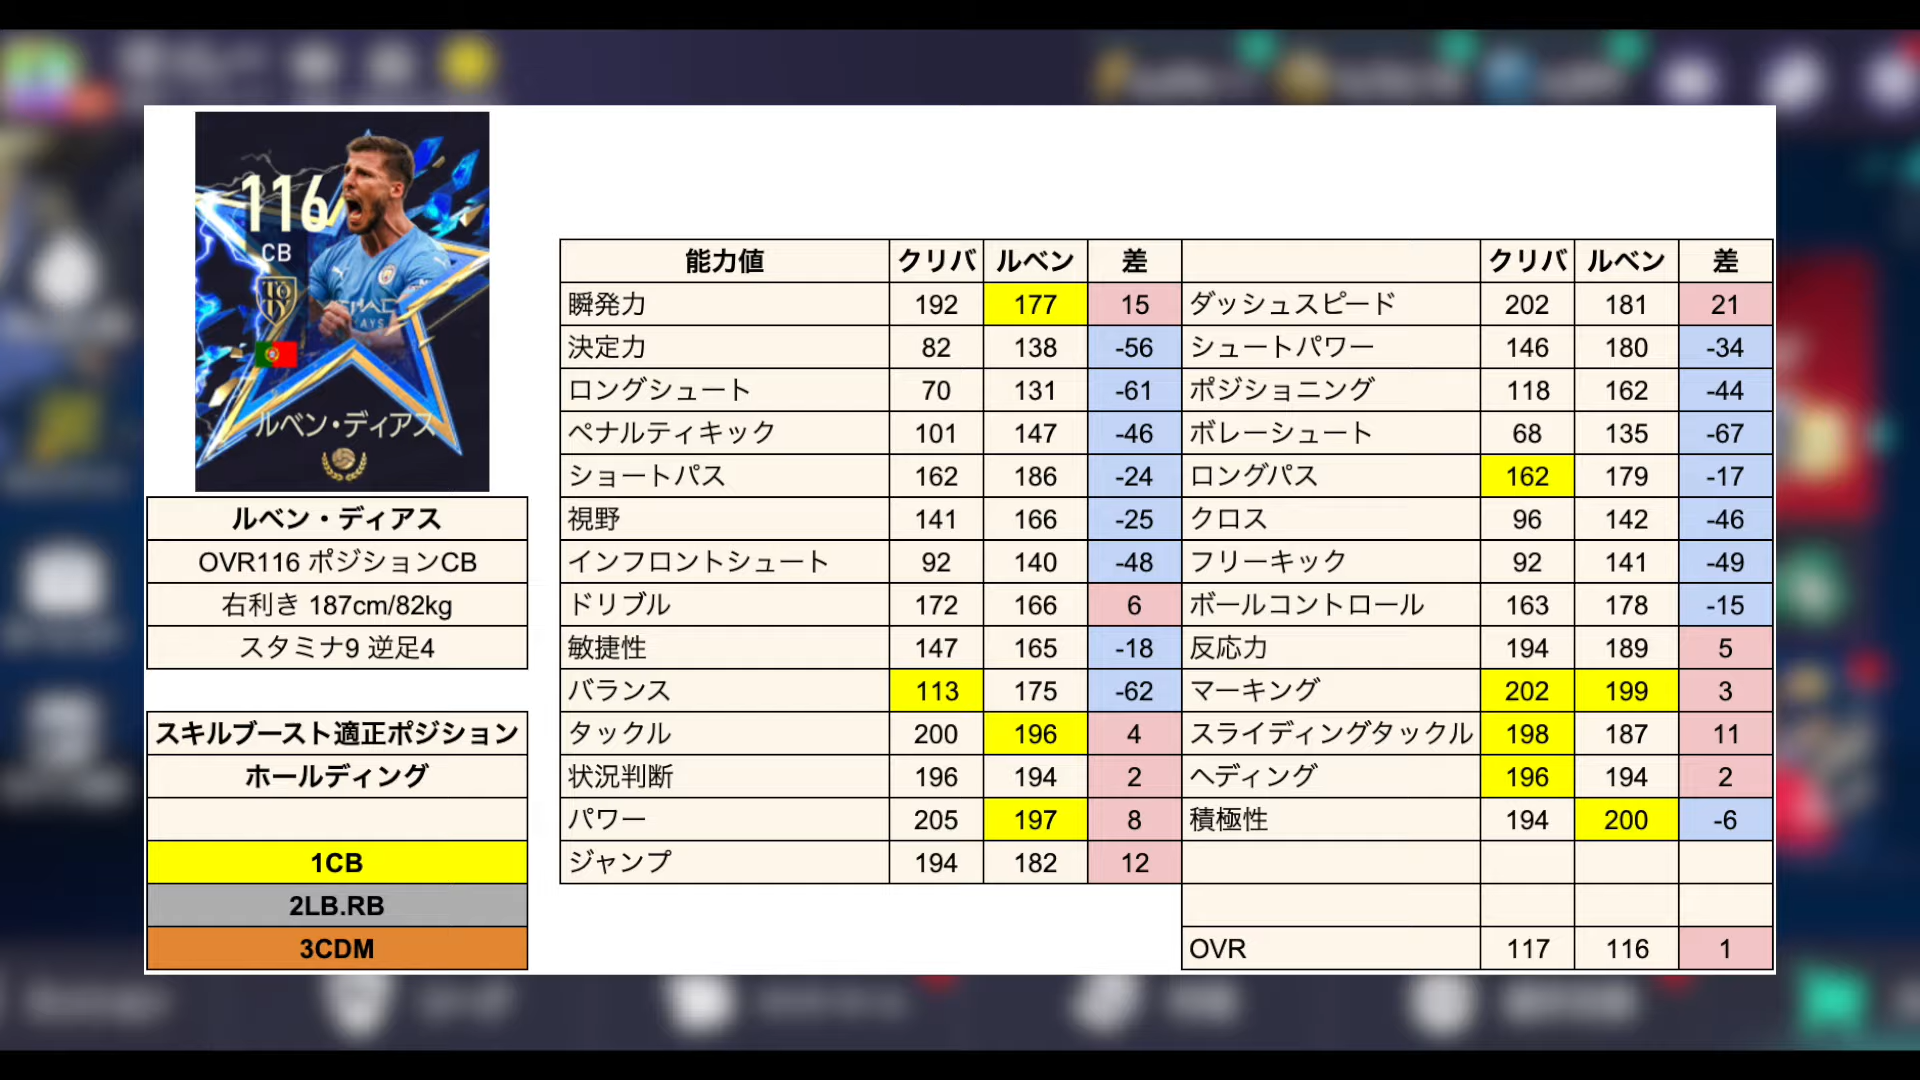 116
CB
TOTY
ルベン・ディアス
ルベン・ディアス
OVR116 ポジションCB
右利き 187cm/82kg
スタミナ9 逆足4
スキルブースト適正ポジション
ホールディング
1CB
2LB.RB
3CDM
能力値 クリバ ルベン 差 クリバ ルベン 差
瞬発力 192 177 15 ダッシュスピード 202 181 21
決定力 82 138 -56 シュートパワー 146 180 -34
ロングシュート 70 131 -61 ポジショニング 118 162 -44
ペナルティキック 101 147 -46 ボレーシュート 68 135 -67
ショートパス 162 186 -24 ロングパス 162 179 -17
視野 141 166 -25 クロス 96 142 -46
インフロントシュート 92 140 -48 フリーキック 92 141 -49
ドリブル 172 166 6 ボールコントロール 163 178 -15
敏捷性 147 165 -18 反応力 194 189 5
バランス 113 175 -62 マーキング 202 199 3
タックル 200 196 4 スライディングタックル 198 187 11
状況判断 196 194 2 ヘディング 196 194 2
パワー 205 197 8 積極性 194 200 -6
ジャンプ 194 182 12
OVR 117 116 1